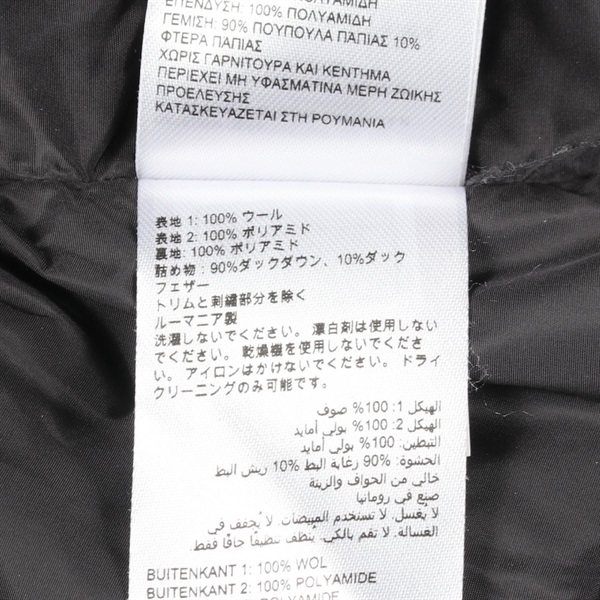 ΕΠΕΝΔΥΣΗ: 100% ΠΟΛΥΑΜΙΔΗ
ΓΕΜΙΣΗ: 90% ΠΟΥΠΟΥΛΑ ΠΑΠΙΑΣ 10%
ΦΤΕΡΑ ΠΑΠΙΑΣ
ΧΩΡΙΣ ΓΑΡΝΙΤΟΥΡΑ ΚΑΙ ΚΕΝΤΗΜΑ
ΠΕΡΙΕΧΕΙ ΜΗ ΥΦΑΣΜΑΤΙΝΑ ΜΕΡΗ ΖΩΙΚΗΣ
ΠΡΟΕΛΕΥΣΗΣ
ΚΑΤΑΣΚΕΥΑΖΕΤΑΙ ΣΤΗ ΡΟΥΜΑΝΙΑ
表地 1: 100% ウール
表地 2: 100% ポリアミド
裏地: 100% ポリアミド
詰め物: 90%ダックダウン、10%ダック
フェザー
トリムと刺繍部分を除く
ルーマニア製
洗濯しないでください。漂白剤は使用しない
でください。乾燥機を使用しないでくださ
い。アイロンはかけないでください。ドライ
クリーニングのみ可能です。
الهيكل 1: 100% صوف
الهيكل 2: 100% بولي أمايد
التبطين: 100% بولي أمايد
الحشوة: 90% رغابة البط 10% ريش البط
خالي من الحواف والزينة
صنع في رومانيا
لا يُغسل. لا تستخدم المبيضات. لا يُجفف في
الغسالة. لا تقم بالكي. يُنظف تنظيفًا جافًا فقط.
BUITENKANT 1: 100% WOL
BUITENKANT 2: 100% POLYAMIDE
100% POLYAMIDE